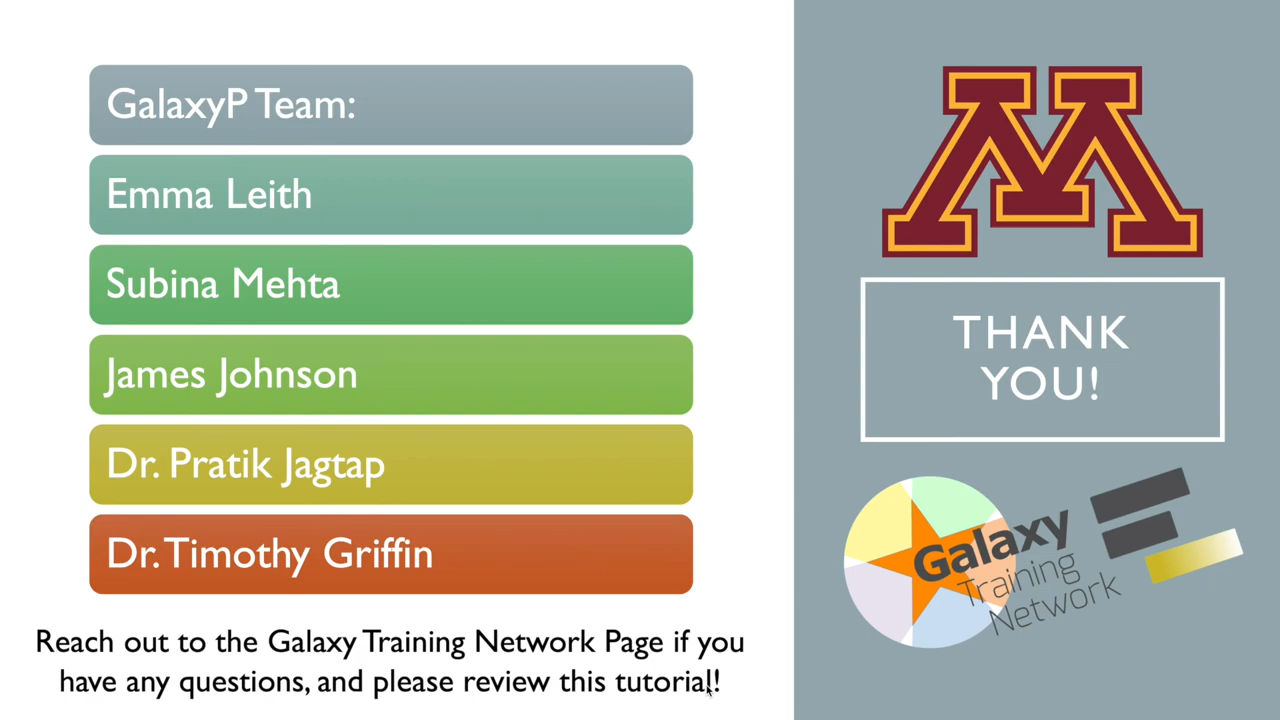 GalaxyP Team:
Emma Leith
Subina Mehta
James Johnson
Dr. Pratik Jagtap
Dr. Timothy Griffin
Reach out to the Galaxy Training Network Page if you
have any questions, and please review this tutorial!
M
THANK
YOU!
Galaxy
Training
Network